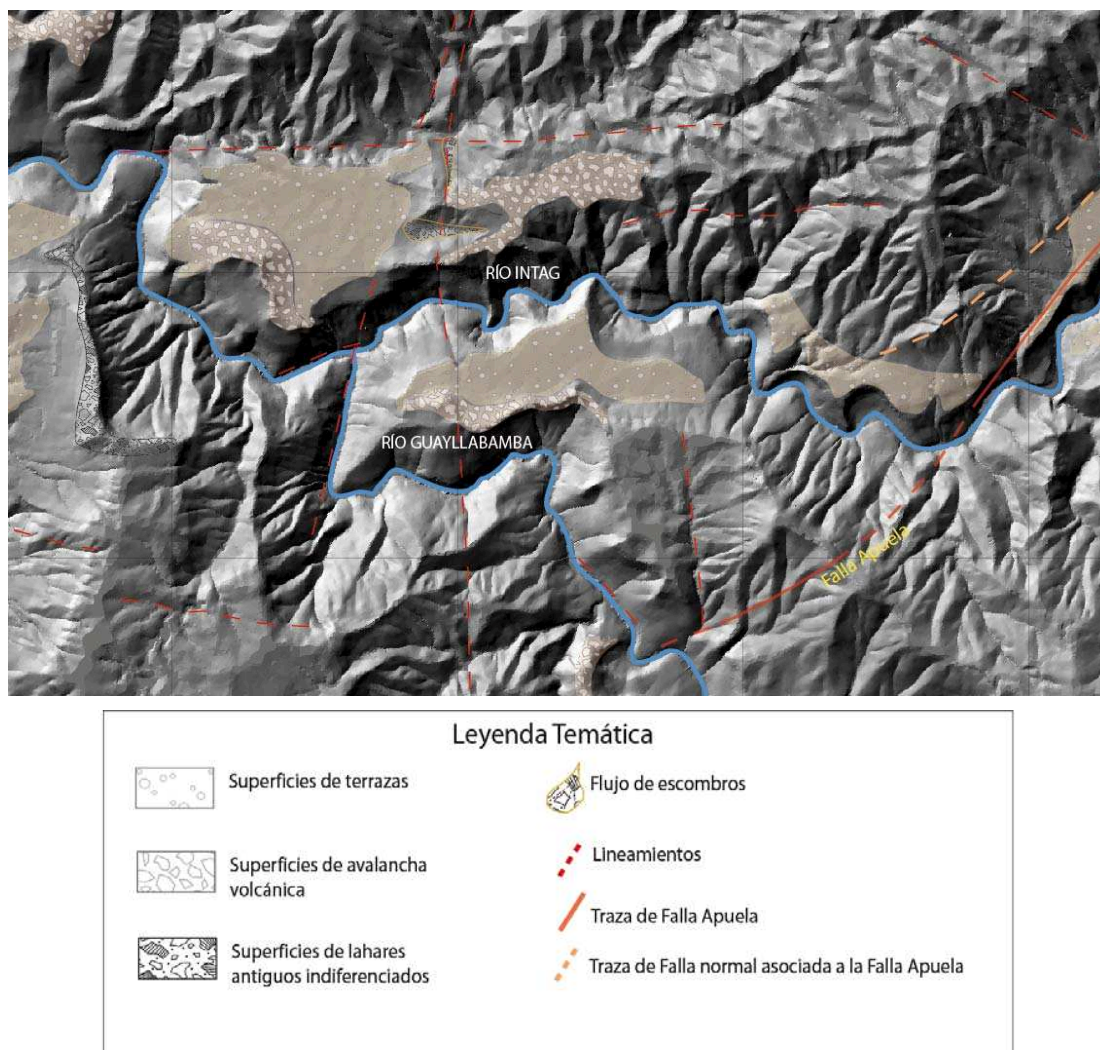 RÍO INTAG
RÍO GUAYLLABAMBA
Falla Apuela
Leyenda Temática
Superficies de terrazas
Superficies de avalancha
volcánica
Superficies de lahares
antiguos indiferenciados
Flujo de escombros
Lineamientos
Traza de Falla Apuela
Traza de Falla normal asociada a la Falla Apuela